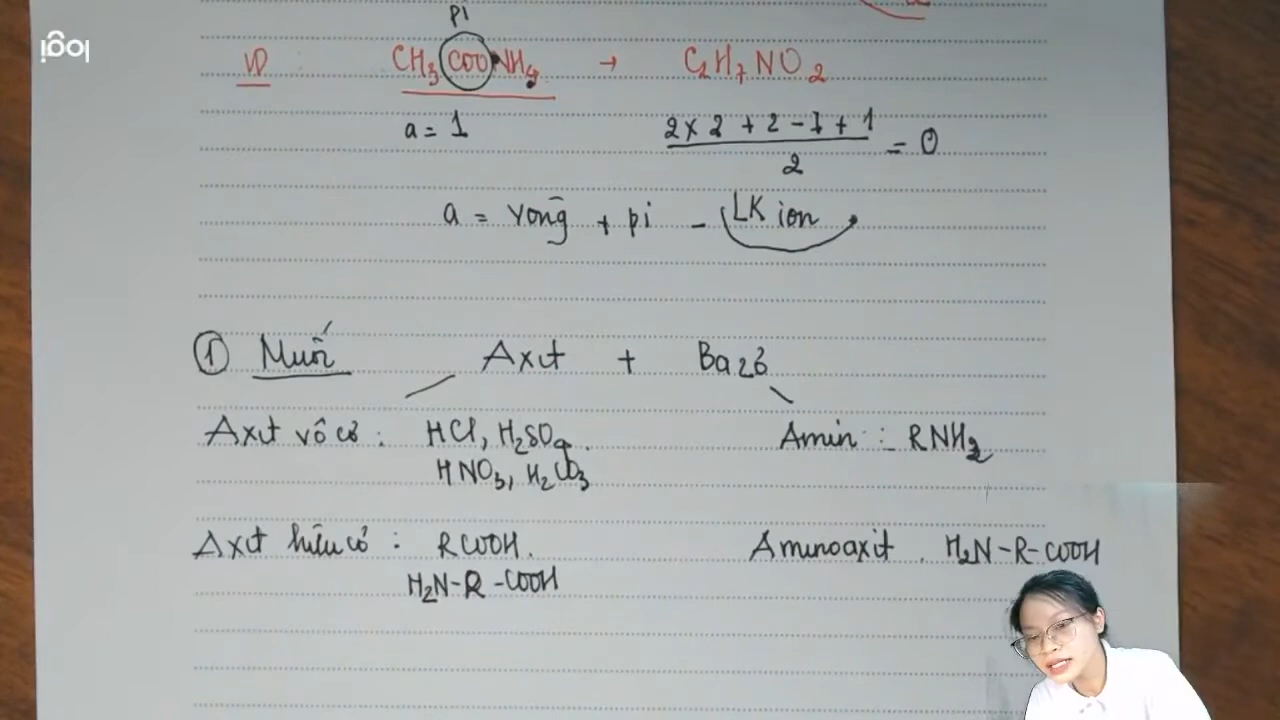 pi
logi
VD CH3COONH4 → C2H7NO2
a = 1
2 x 2 + 2 - 7 + 1 / 2 = 0
a = vòng + pi - LK ion
① Muối Axit + Bazơ
Axit vô cơ : HCl, H2SO4. Amin : RNH2
HNO3, H2CO3
Axit hữu cơ : RCOOH. Aminoaxit. H2N-R-COOH
H2N-R-COOH